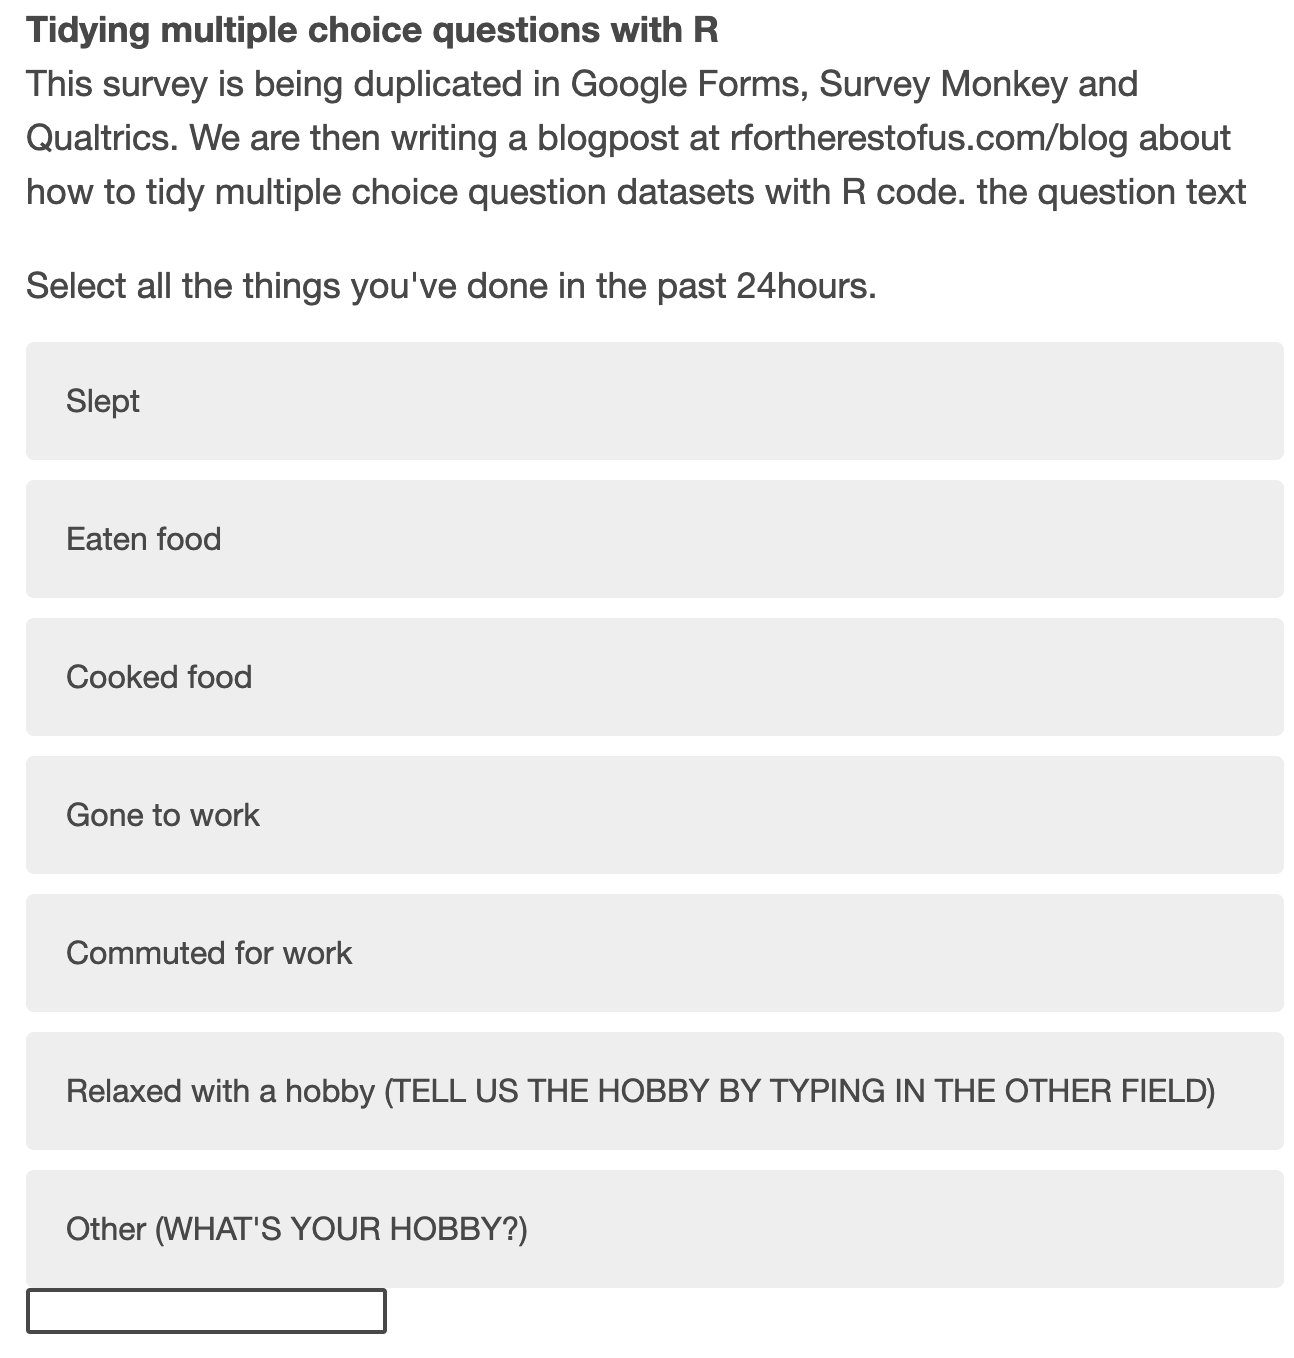 Tidying multiple choice questions with R
This survey is being duplicated in Google Forms, Survey Monkey and
Qualtrics. We are then writing a blogpost at rfortherestofus.com/blog about
how to tidy multiple choice question datasets with R code. the question text
Select all the things you've done in the past 24hours.
Slept
Eaten food
Cooked food
Gone to work
Commuted for work
Relaxed with a hobby (TELL US THE HOBBY BY TYPING IN THE OTHER FIELD)
Other (WHAT'S YOUR HOBBY?)